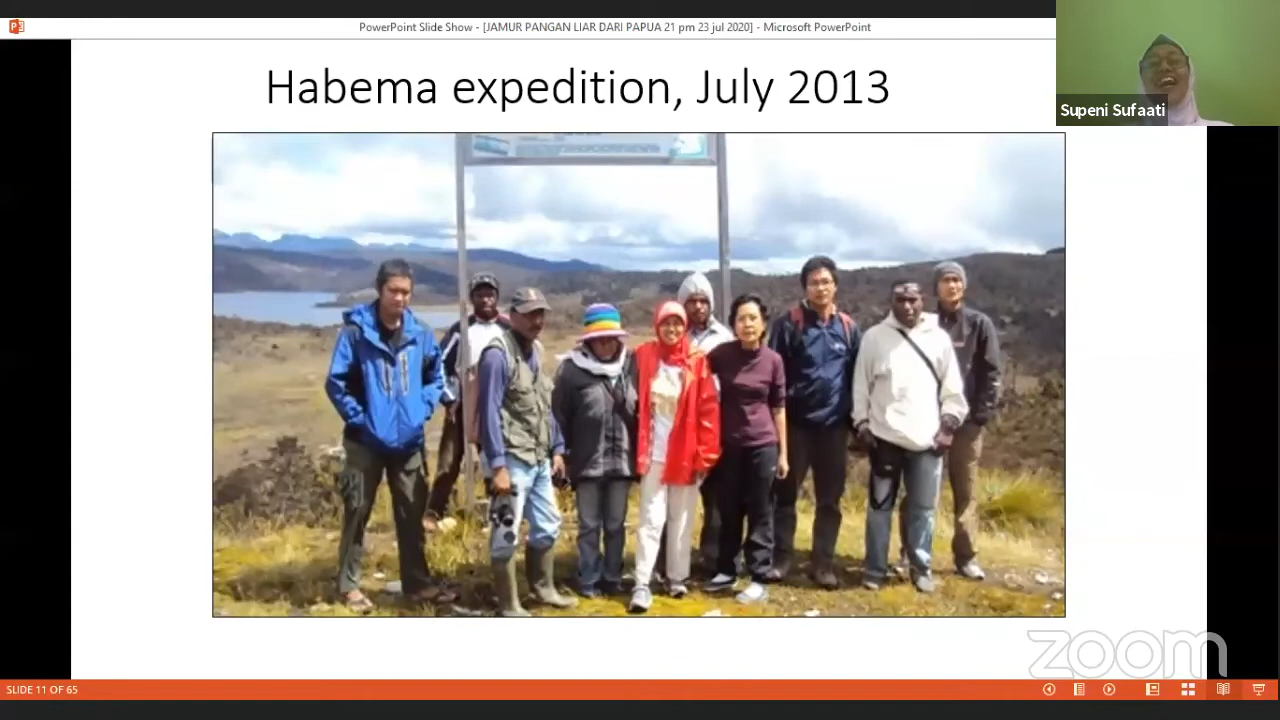 PowerPoint Slide Show - [JAMUR PANGAN LIAR DARI PAPUA 21 pm 23 jul 2020] - Microsoft PowerPoint
Habema expedition, July 2013
Supeni Sufaati
zoom
SLIDE 11 OF 65